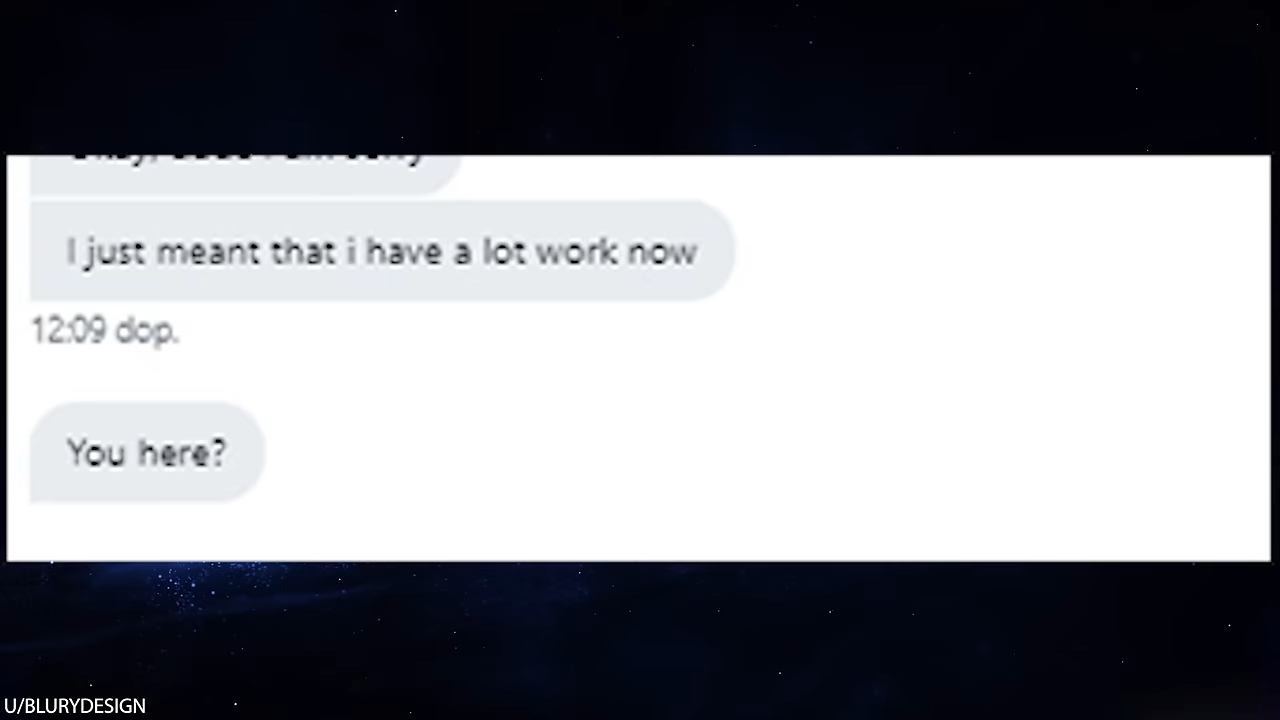 I just meant that i have a lot work now
12:09 dop.
You here?
U/BLURYDESIGN